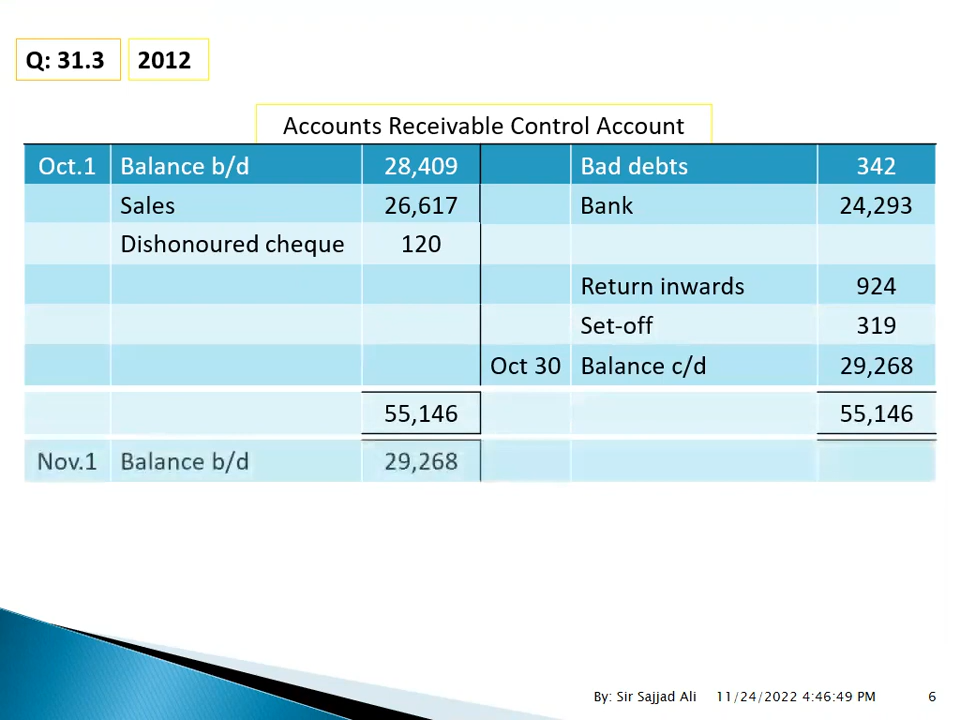 Q: 31.3 2012
Accounts Receivable Control Account
Oct.1 Balance b/d 28,409 Bad debts 342
Sales 26,617 Bank 24,293
Dishonoured cheque 120
Return inwards 924
Set-off 319
Oct 30 Balance c/d 29,268
55,146 55,146
Nov.1 Balance b/d 29,268
By: Sir Sajjad Ali 11/24/2022 4:46:49 PM 6